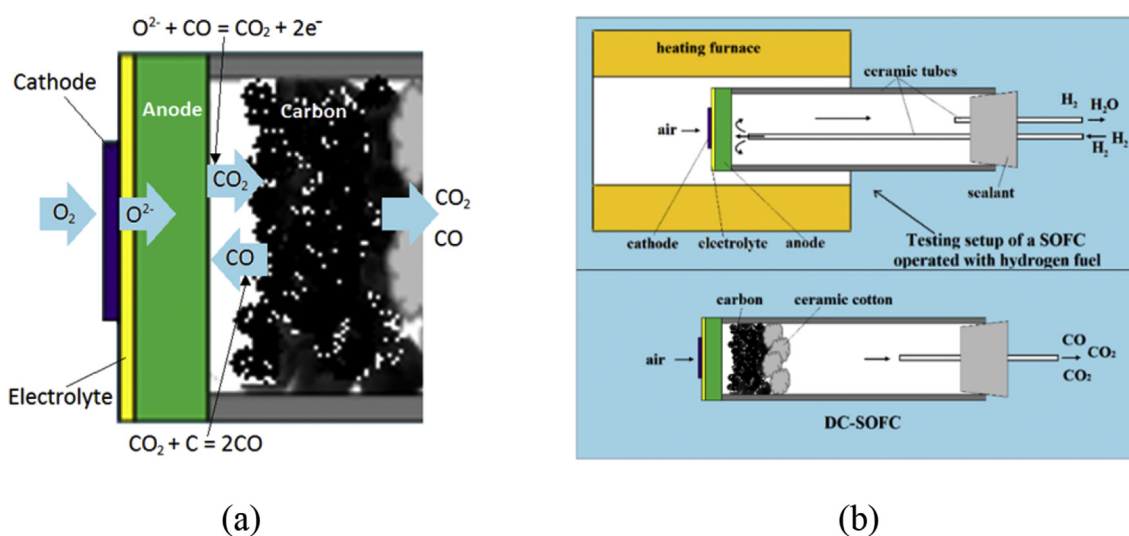 O²⁻ + CO = CO₂ + 2e⁻
Cathode
Anode
Carbon
CO₂
O₂
O²⁻
CO₂
CO
CO
Electrolyte
CO₂ + C = 2CO
(a)
heating furnace
ceramic tubes
H₂
H₂O
air
H₂
H₂
sealant
cathode
electrolyte
anode
Testing setup of a SOFC
operated with hydrogen fuel
carbon
ceramic cotton
air
CO
CO₂
CO₂
DC-SOFC
(b)